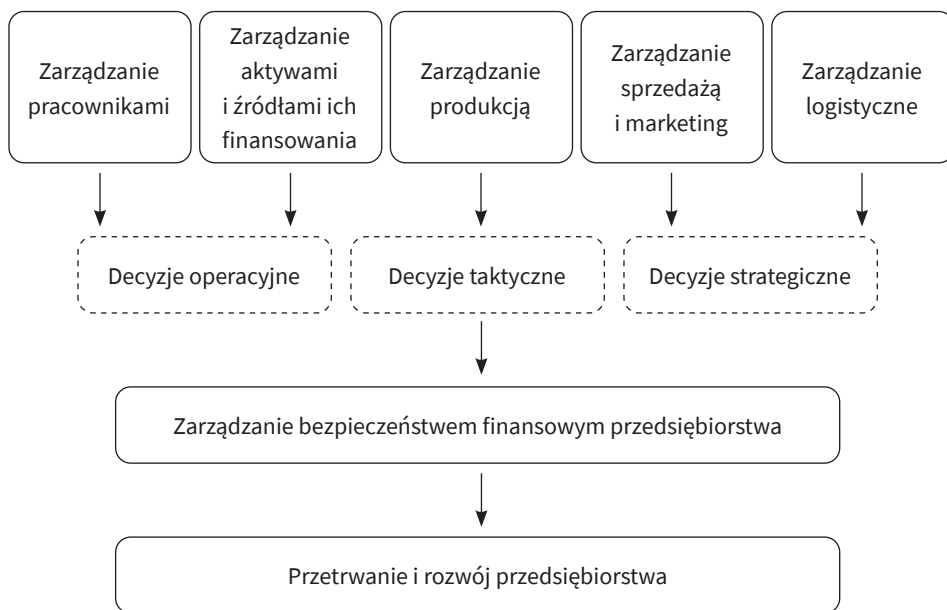 Zarządzanie
pracownikami
Zarządzanie
aktywami
i źródłami ich
finansowania
Zarządzanie
produkcją
Zarządzanie
sprzedażą
i marketing
Zarządzanie
logistyczne
Decyzje operacyjne
Decyzje taktyczne
Decyzje strategiczne
Zarządzanie bezpieczeństwem finansowym przedsiębiorstwa
Przetrwanie i rozwój przedsiębiorstwa